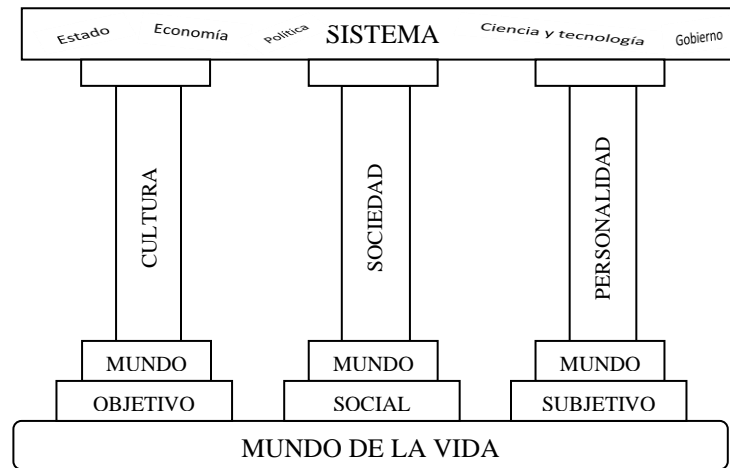 Estado Economía Política SISTEMA Ciencia y tecnología Gobierno
CULTURA
SOCIEDAD
PERSONALIDAD
MUNDO MUNDO MUNDO
OBJETIVO SOCIAL SUBJETIVO
MUNDO DE LA VIDA